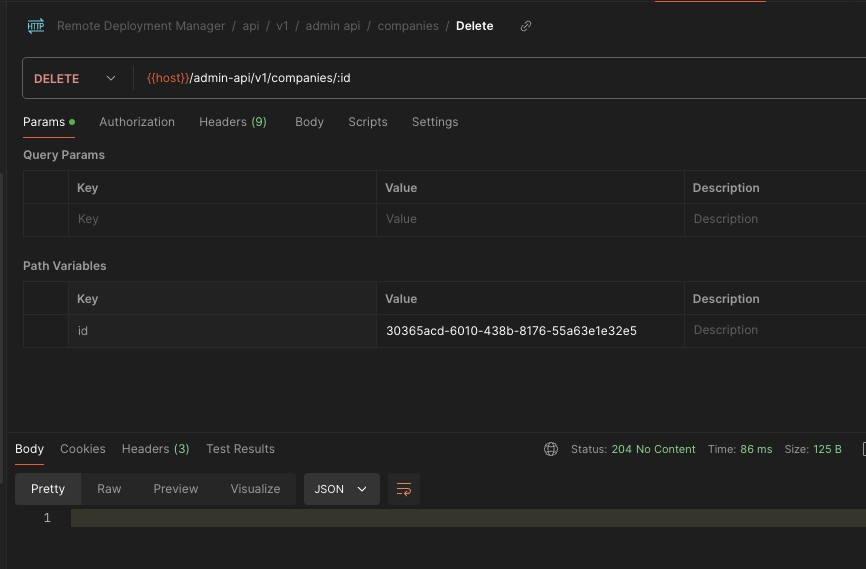 HTTP Remote Deployment Manager / api / v1 / admin api / companies / Delete
DELETE {{host}}/admin-api/v1/companies/:id
Params Authorization Headers (9) Body Scripts Settings
Query Params
Key Value Description
Key Value Description
Path Variables
Key Value Description
id 30365acd-6010-438b-8176-55a63e1e32e5 Description
Body Cookies Headers (3) Test Results Status: 204 No Content Time: 86 ms Size: 125 B
Pretty Raw Preview Visualize JSON
1